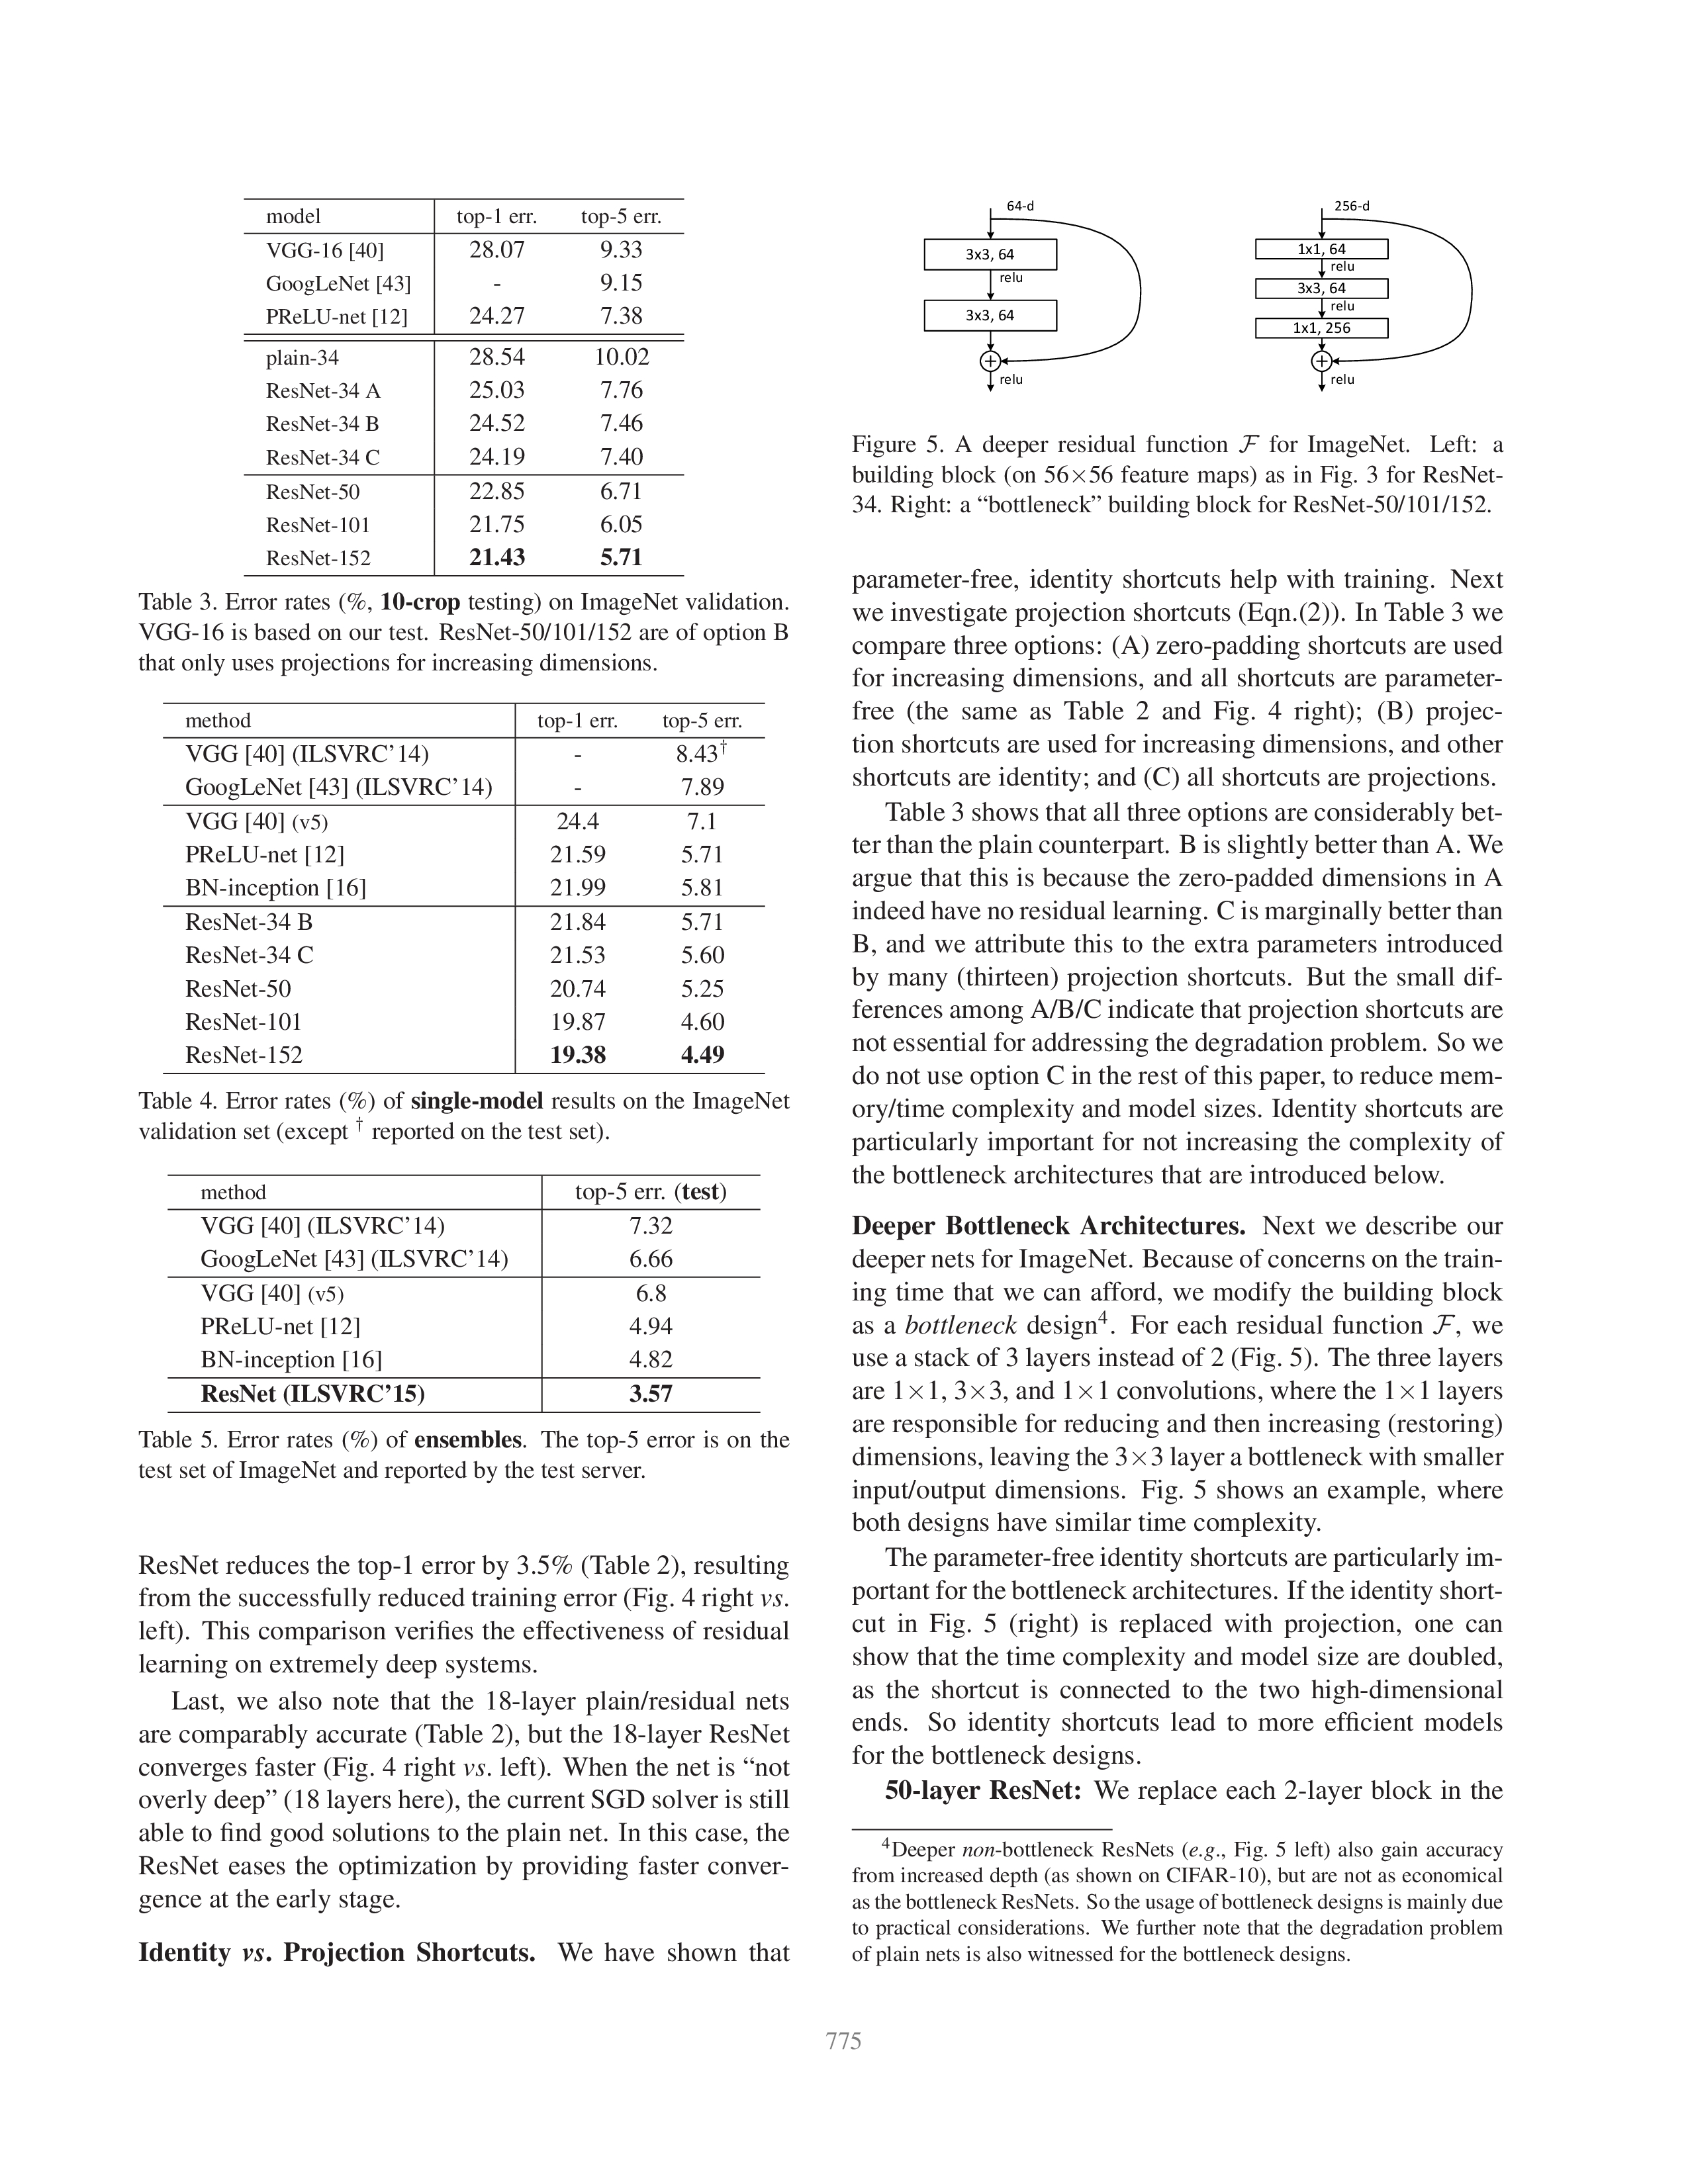 model top-1 err. top-5 err.
VGG-16 [40] 28.07 9.33
GoogLeNet [43] - 9.15
PReLU-net [12] 24.27 7.38
plain-34 28.54 10.02
ResNet-34 A 25.03 7.76
ResNet-34 B 24.52 7.46
ResNet-34 C 24.19 7.40
ResNet-50 22.85 6.71
ResNet-101 21.75 6.05
ResNet-152 21.43 5.71
Table 3. Error rates (%, 10-crop testing) on ImageNet validation.
VGG-16 is based on our test. ResNet-50/101/152 are of option B
that only uses projections for increasing dimensions.
method top-1 err. top-5 err.
VGG [40] (ILSVRC’14) - 8.43†
GoogLeNet [43] (ILSVRC’14) - 7.89
VGG [40] (v5) 24.4 7.1
PReLU-net [12] 21.59 5.71
BN-inception [16] 21.99 5.81
ResNet-34 B 21.84 5.71
ResNet-34 C 21.53 5.60
ResNet-50 20.74 5.25
ResNet-101 19.87 4.60
ResNet-152 19.38 4.49
Table 4. Error rates (%) of single-model results on the ImageNet
validation set (except † reported on the test set).
method top-5 err. (test)
VGG [40] (ILSVRC’14) 7.32
GoogLeNet [43] (ILSVRC’14) 6.66
VGG [40] (v5) 6.8
PReLU-net [12] 4.94
BN-inception [16] 4.82
ResNet (ILSVRC’15) 3.57
Table 5. Error rates (%) of ensembles. The top-5 error is on the
test set of ImageNet and reported by the test server.
ResNet reduces the top-1 error by 3.5% (Table 2), resulting
from the successfully reduced training error (Fig. 4 right vs.
left). This comparison verifies the effectiveness of residual
learning on extremely deep systems.
Last, we also note that the 18-layer plain/residual nets
are comparably accurate (Table 2), but the 18-layer ResNet
converges faster (Fig. 4 right vs. left). When the net is “not
overly deep” (18 layers here), the current SGD solver is still
able to find good solutions to the plain net. In this case, the
ResNet eases the optimization by providing faster conver-
gence at the early stage.
Identity vs. Projection Shortcuts. We have shown that
64-d
3x3, 64
relu
3x3, 64
+
relu
256-d
1x1, 64
relu
3x3, 64
relu
1x1, 256
+
relu
Figure 5. A deeper residual function F for ImageNet. Left: a
building block (on 56×56 feature maps) as in Fig. 3 for ResNet-
34. Right: a “bottleneck” building block for ResNet-50/101/152.
parameter-free, identity shortcuts help with training. Next
we investigate projection shortcuts (Eqn.(2)). In Table 3 we
compare three options: (A) zero-padding shortcuts are used
for increasing dimensions, and all shortcuts are parameter-
free (the same as Table 2 and Fig. 4 right); (B) projec-
tion shortcuts are used for increasing dimensions, and other
shortcuts are identity; and (C) all shortcuts are projections.
Table 3 shows that all three options are considerably bet-
ter than the plain counterpart. B is slightly better than A. We
argue that this is because the zero-padded dimensions in A
indeed have no residual learning. C is marginally better than
B, and we attribute this to the extra parameters introduced
by many (thirteen) projection shortcuts. But the small dif-
ferences among A/B/C indicate that projection shortcuts are
not essential for addressing the degradation problem. So we
do not use option C in the rest of this paper, to reduce mem-
ory/time complexity and model sizes. Identity shortcuts are
particularly important for not increasing the complexity of
the bottleneck architectures that are introduced below.
Deeper Bottleneck Architectures. Next we describe our
deeper nets for ImageNet. Because of concerns on the train-
ing time that we can afford, we modify the building block
as a bottleneck design4. For each residual function F, we
use a stack of 3 layers instead of 2 (Fig. 5). The three layers
are 1×1, 3×3, and 1×1 convolutions, where the 1×1 layers
are responsible for reducing and then increasing (restoring)
dimensions, leaving the 3×3 layer a bottleneck with smaller
input/output dimensions. Fig. 5 shows an example, where
both designs have similar time complexity.
The parameter-free identity shortcuts are particularly im-
portant for the bottleneck architectures. If the identity short-
cut in Fig. 5 (right) is replaced with projection, one can
show that the time complexity and model size are doubled,
as the shortcut is connected to the two high-dimensional
ends. So identity shortcuts lead to more efficient models
for the bottleneck designs.
50-layer ResNet: We replace each 2-layer block in the
4Deeper non-bottleneck ResNets (e.g., Fig. 5 left) also gain accuracy
from increased depth (as shown on CIFAR-10), but are not as economical
as the bottleneck ResNets. So the usage of bottleneck designs is mainly due
to practical considerations. We further note that the degradation problem
of plain nets is also witnessed for the bottleneck designs.
775